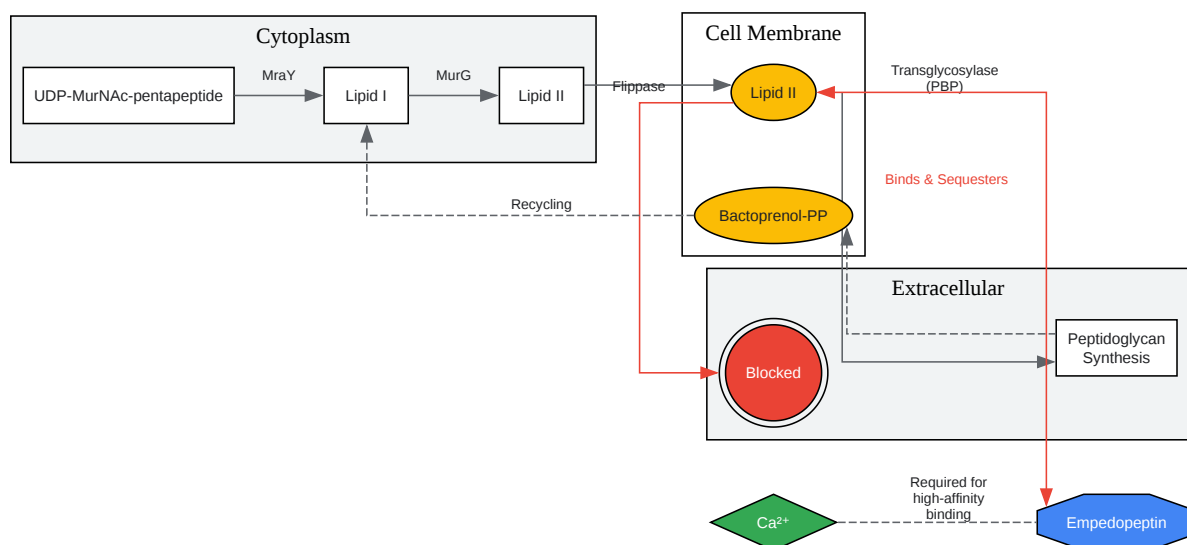 Cytoplasm
Cell Membrane
UDP-MurNAc-pentapeptide
MraY
Lipid I
MurG
Lipid II
Flippase
Lipid II
Transglycosylase
(PBP)
Binds & Sequesters
Recycling
Bactoprenol-PP
Extracellular
Peptidoglycan
Synthesis
Blocked
Ca²⁺
Required for
high-affinity
binding
Empedopeptin